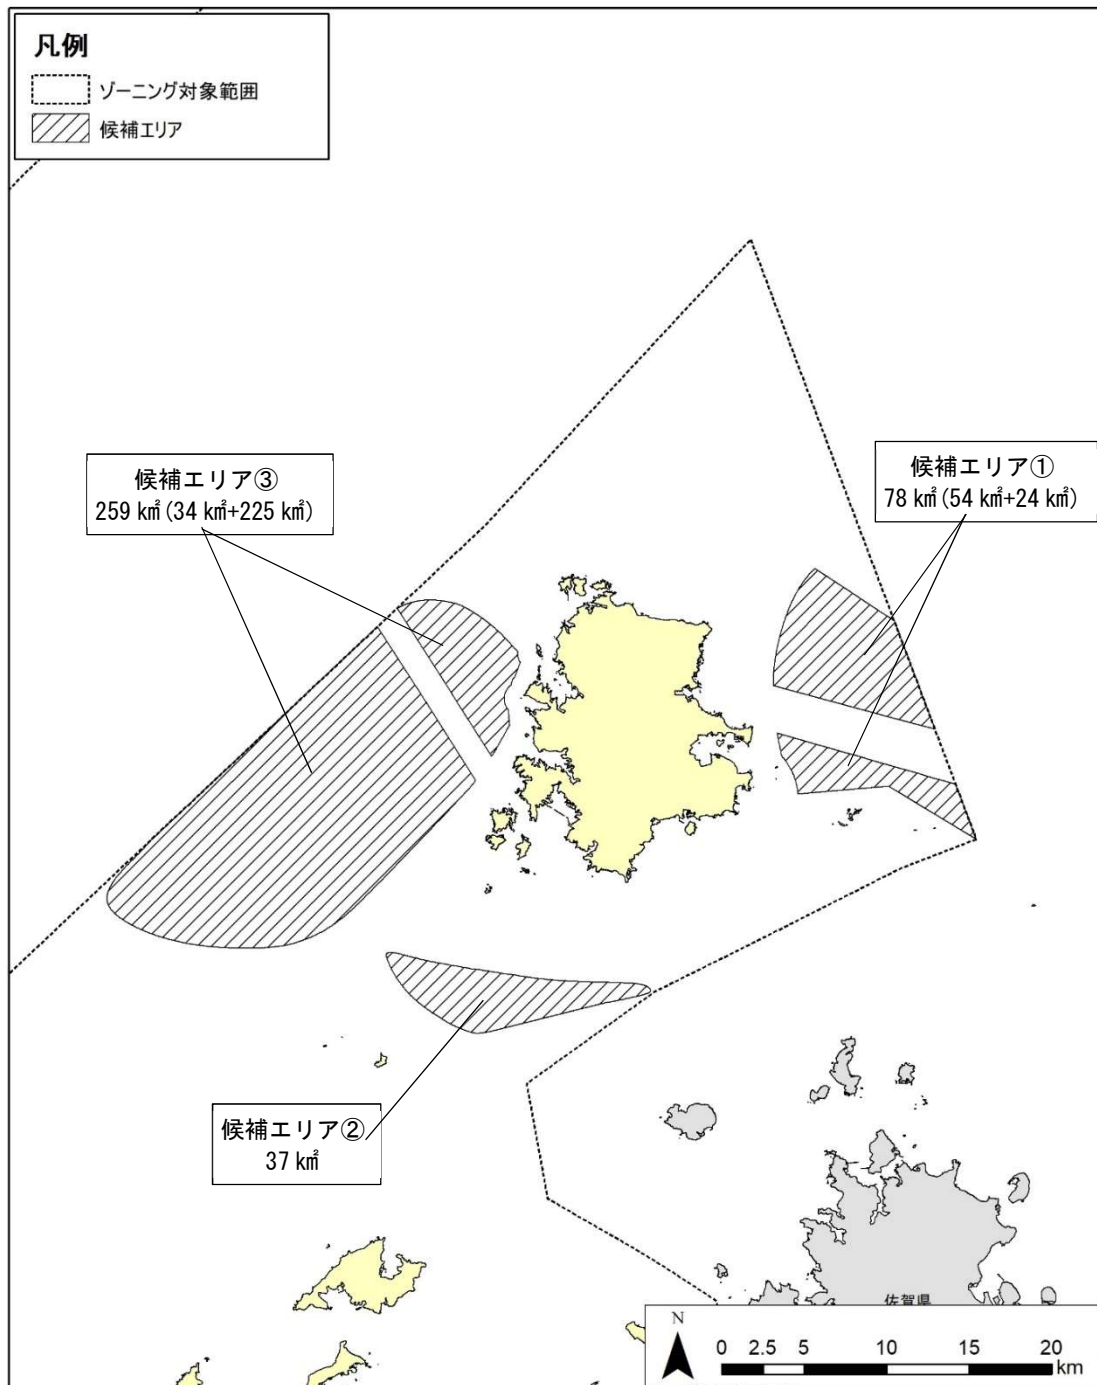 凡例
ゾーニング対象範囲
候補エリア
候補エリア③
259 ㎢(34 ㎢+225 ㎢)
候補エリア①
78 ㎢(54 ㎢+24 ㎢)
候補エリア②
37 ㎢
佐賀県
N
0 2.5 5 10 15 20
km